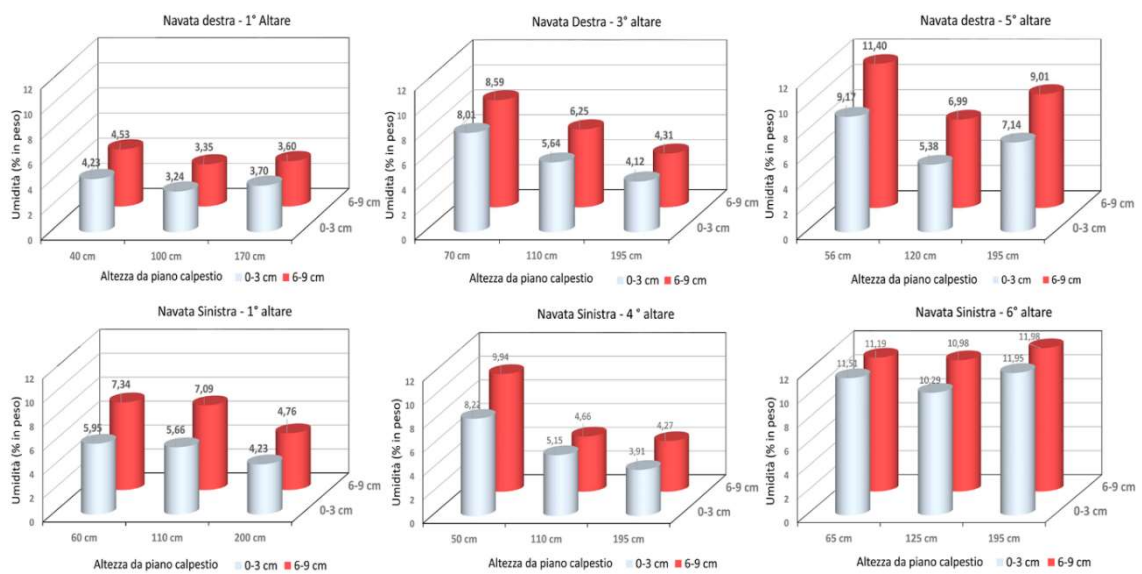 Navata destra - 1° Altare
Umidità (% in peso)
12
10
8
6
4
2
0
4,23
4,53
3,24
3,35
3,70
3,60
40 cm
100 cm
170 cm
6-9 cm
0-3 cm
Altezza da piano calpestio
0-3 cm
6-9 cm
Navata Destra - 3° altare
Umidità (% in peso)
12
10
8
6
4
2
0
8,01
8,59
5,64
6,25
4,12
4,31
70 cm
110 cm
195 cm
6-9 cm
0-3 cm
Altezza da piano calpestio
0-3 cm
6-9 cm
Navata destra - 5° altare
Umidità (% in peso)
12
10
8
6
4
2
0
9,17
11,40
5,38
6,99
7,14
9,01
56 cm
120 cm
195 cm
6-9 cm
0-3 cm
Altezza da piano calpestio
0-3 cm
6-9 cm
Navata Sinistra - 1° altare
Umidità (% in peso)
12
10
8
6
4
2
0
5,95
7,34
5,66
7,09
4,23
4,76
60 cm
110 cm
200 cm
6-9 cm
0-3 cm
Altezza da piano calpestio
0-3 cm
6-9 cm
Navata Sinistra - 4 ° altare
Umidità (% in peso)
12
10
8
6
4
2
0
8,22
9,94
5,15
4,66
3,91
4,27
50 cm
110 cm
195 cm
6-9 cm
0-3 cm
Altezza da piano calpestio
0-3 cm
6-9 cm
Navata Sinistra - 6° altare
Umidità (% in peso)
12
10
8
6
4
2
0
11,51
11,19
10,29
10,98
11,95
11,98
65 cm
125 cm
195 cm
6-9 cm
0-3 cm
Altezza da piano calpestio
0-3 cm
6-9 cm